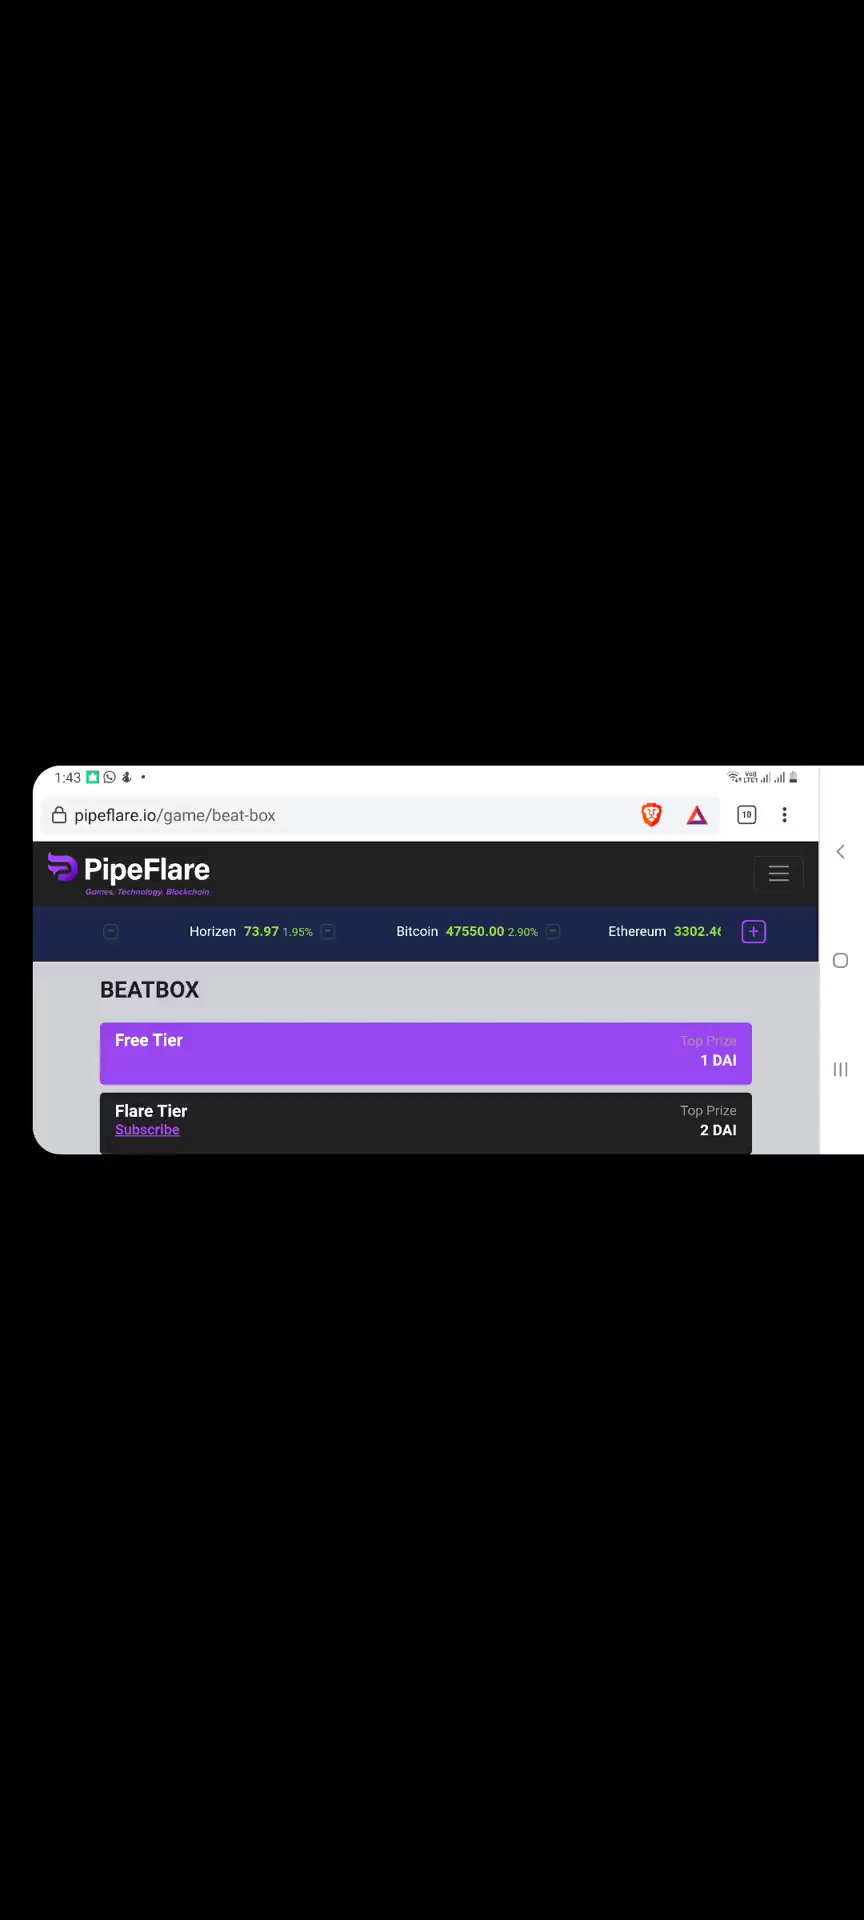 1:43
pipeflare.io/game/beat-box
10
PipeFlare
Games. Technology. Blockchain
Horizen 73.97 1.95% Bitcoin 47550.00 2.90% Ethereum 3302.46
BEATBOX
Free Tier Top Prize
1 DAI
Flare Tier Top Prize
Subscribe 2 DAI